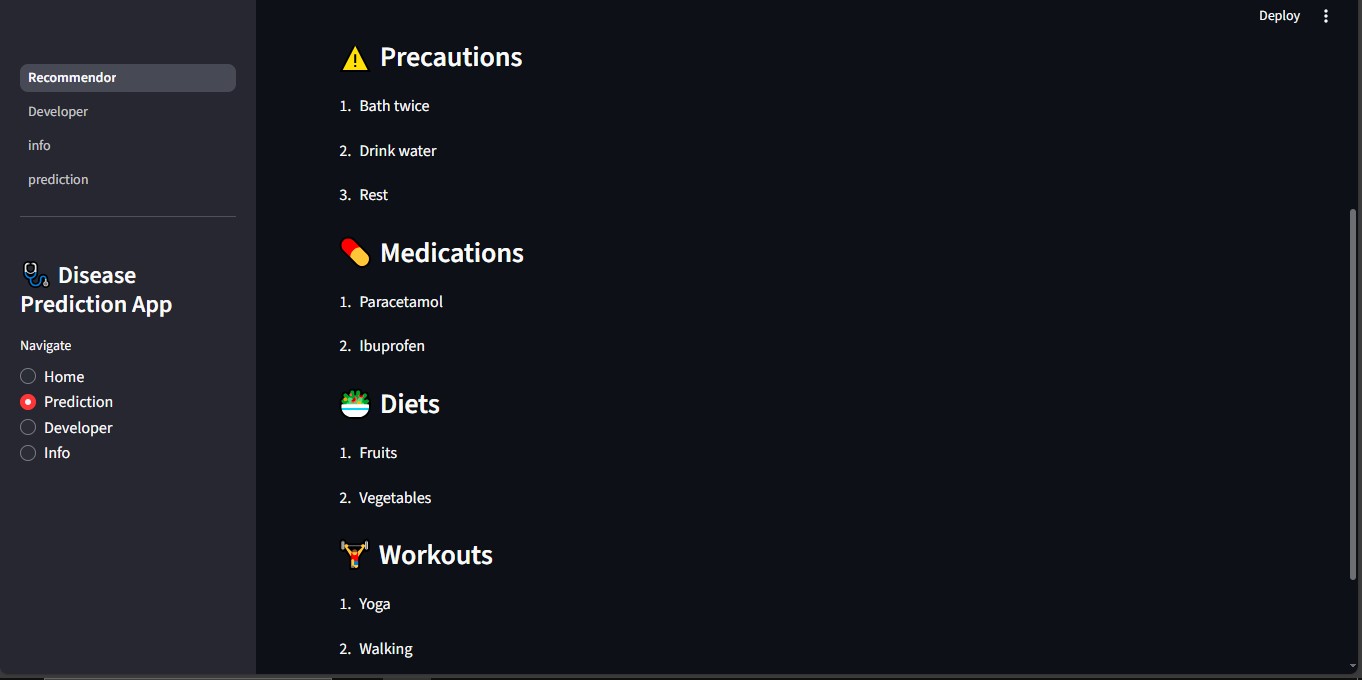 Deploy
Recommendor
Developer
info
prediction
Disease
Prediction App
Navigate
Home
Prediction
Developer
Info
Precautions
1. Bath twice
2. Drink water
3. Rest
Medications
1. Paracetamol
2. Ibuprofen
Diets
1. Fruits
2. Vegetables
Workouts
1. Yoga
2. Walking